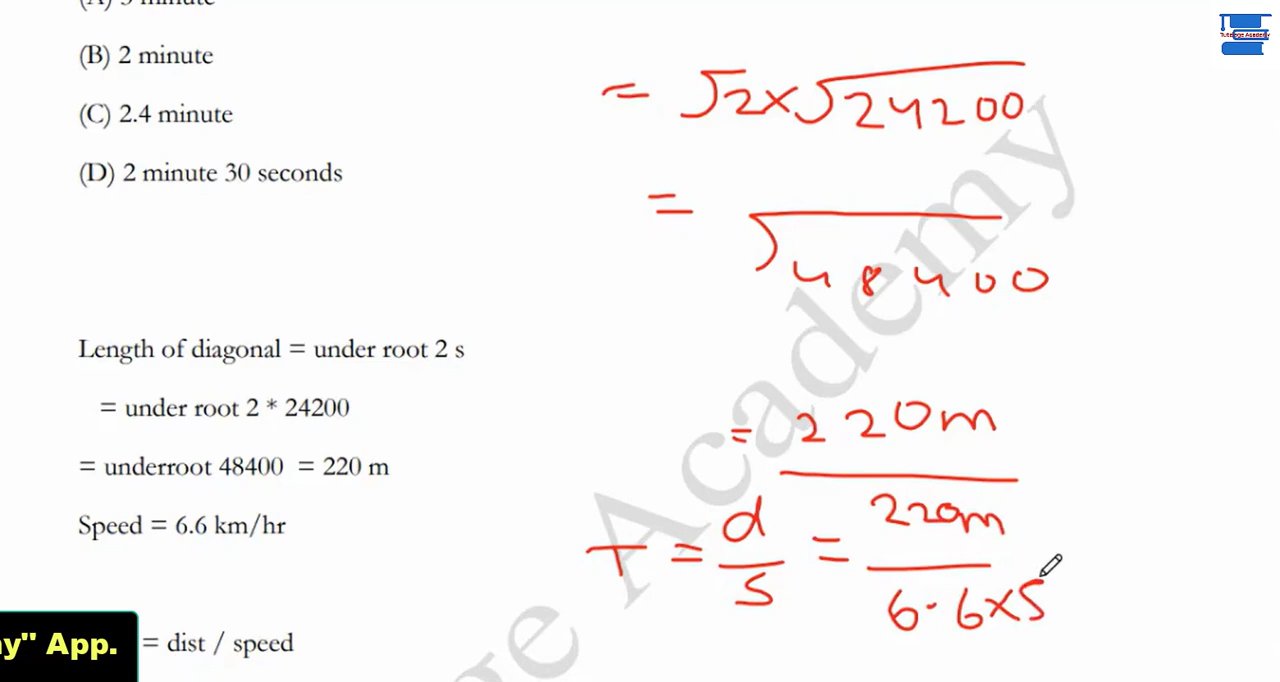 (B) 2 minute
(C) 2.4 minute
(D) 2 minute 30 seconds
Length of diagonal = under root 2 s
= under root 2 * 24200
= underroot 48400 = 220 m
Speed = 6.6 km/hr
y" App.
= dist / speed
= √2×√24200
= √48400
= 220m
T = d/s = 220m/6.6×5
ge Academy